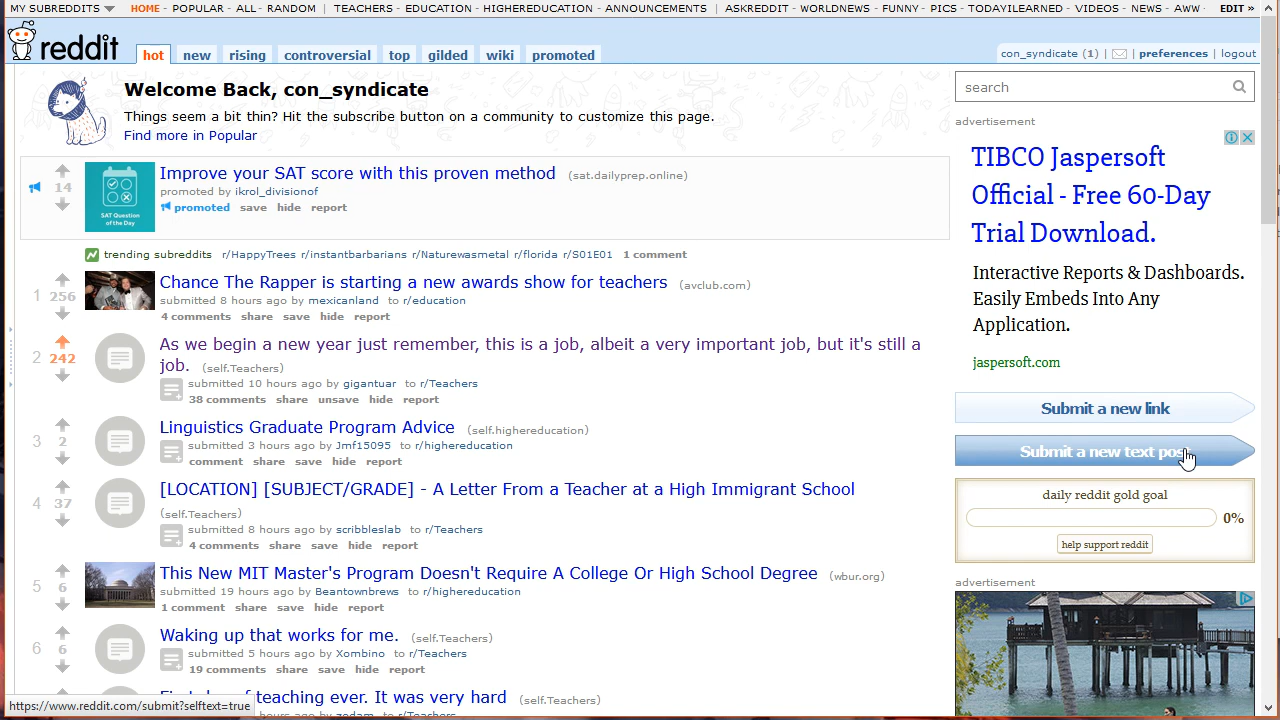 MY SUBREDDITS HOME - POPULAR - ALL - RANDOM | TEACHERS - EDUCATION - HIGHEREDUCATION - ANNOUNCEMENTS | ASKREDDIT - WORLDNEWS - FUNNY - PICS - TODAYILEARNED - VIDEOS - NEWS - AWW EDIT »
reddit hot new rising controversial top gilded wiki promoted
con_syndicate (1) | | preferences | logout
Welcome Back, con_syndicate
Things seem a bit thin? Hit the subscribe button on a community to customize this page.
Find more in Popular
14
SAT Question
of the Day
Improve your SAT score with this proven method (sat.dailyprep.online)
promoted by ikrol_divisionof
promoted save hide report
trending subreddits r/HappyTrees r/instantbarbarians r/Naturewasmetal r/florida r/S01E01 1 comment
1 256
Chance The Rapper is starting a new awards show for teachers (avclub.com)
submitted 8 hours ago by mexicanland to r/education
4 comments share save hide report
2 242
As we begin a new year just remember, this is a job, albeit a very important job, but it's still a
job. (self.Teachers)
submitted 10 hours ago by gigantuar to r/Teachers
38 comments share unsave hide report
3 2
Linguistics Graduate Program Advice (self.highereducation)
submitted 3 hours ago by Jmf15095 to r/highereducation
comment share save hide report
4 37
[LOCATION] [SUBJECT/GRADE] - A Letter From a Teacher at a High Immigrant School
(self.Teachers)
submitted 8 hours ago by scribbleslab to r/Teachers
4 comments share save hide report
5 6
This New MIT Master's Program Doesn't Require A College Or High School Degree (wbur.org)
submitted 19 hours ago by Beantownbrews to r/highereducation
1 comment share save hide report
6 6
Waking up that works for me. (self.Teachers)
submitted 5 hours ago by Xombino to r/Teachers
19 comments share save hide report
teaching ever. It was very hard (self.Teachers)
https://www.reddit.com/submit?selftext=true
search
advertisement
TIBCO Jaspersoft
Official - Free 60-Day
Trial Download.
Interactive Reports & Dashboards.
Easily Embeds Into Any
Application.
jaspersoft.com
Submit a new link
Submit a new text
daily reddit gold goal
0%
help support reddit
advertisement